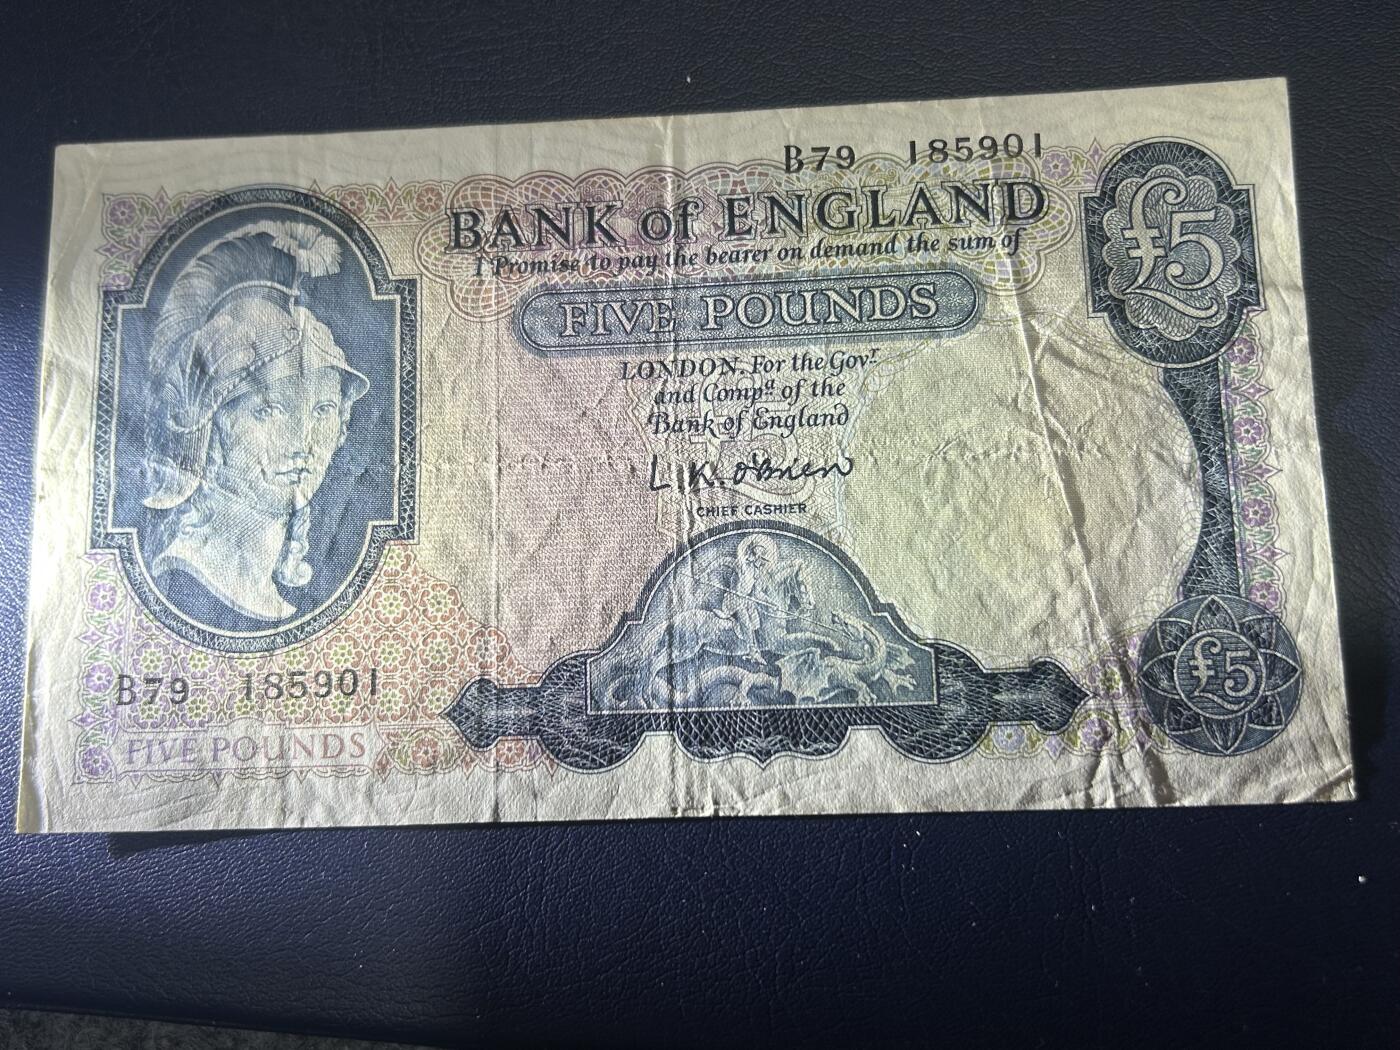 B79 185901
£5
BANK of ENGLAND
I Promise to pay the bearer on demand the sum of
FIVE POUNDS
LONDON. For the Govr.
and Compa. of the
Bank of England
L.K. O'Brien
CHIEF CASHIER
B79 185901
£5
FIVE POUNDS